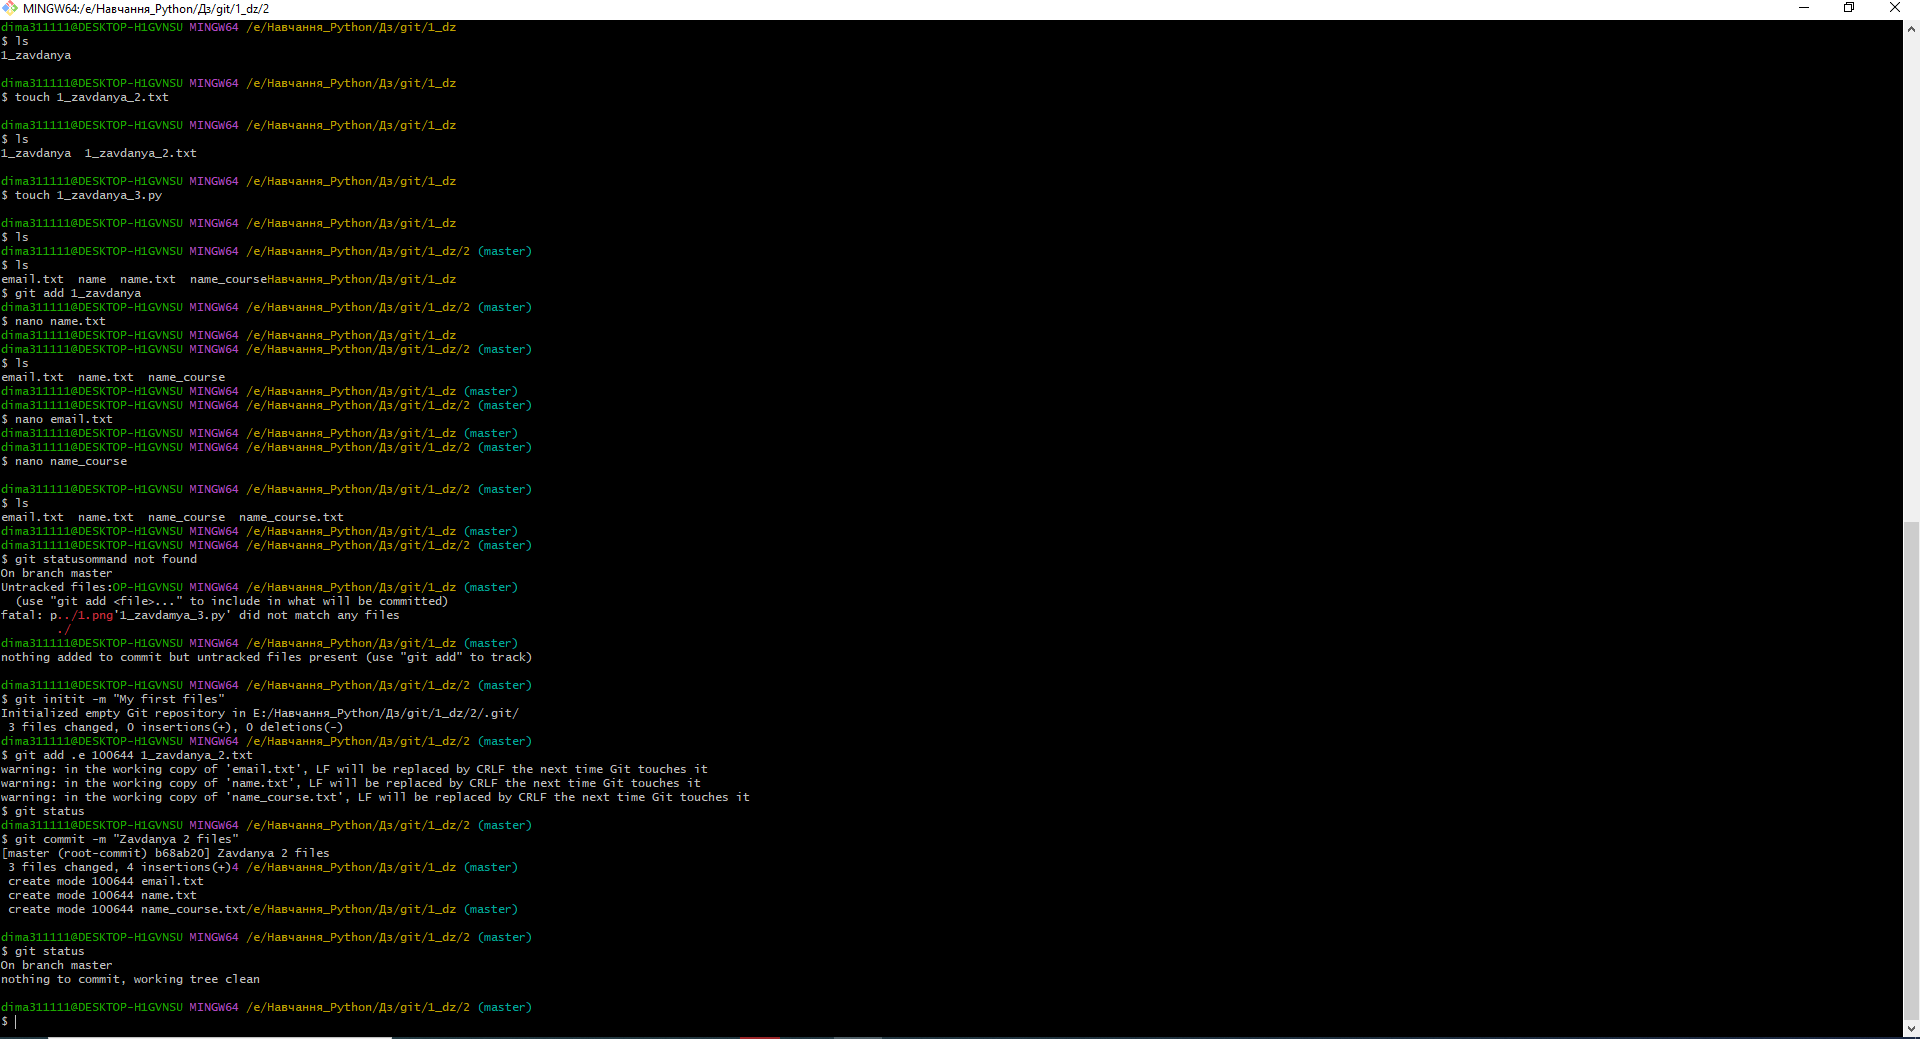 MINGW64:/e/Навчання_Python/Дз/git/1_dz/2
dima311111@DESKTOP-H1GVNSU MINGW64 /e/Навчання_Python/Дз/git/1_dz
$ ls
1_zavdanya
dima311111@DESKTOP-H1GVNSU MINGW64 /e/Навчання_Python/Дз/git/1_dz
$ touch 1_zavdanya_2.txt
dima311111@DESKTOP-H1GVNSU MINGW64 /e/Навчання_Python/Дз/git/1_dz
$ ls
1_zavdanya  1_zavdanya_2.txt
dima311111@DESKTOP-H1GVNSU MINGW64 /e/Навчання_Python/Дз/git/1_dz
$ touch 1_zavdanya_3.py
dima311111@DESKTOP-H1GVNSU MINGW64 /e/Навчання_Python/Дз/git/1_dz
$ ls
dima311111@DESKTOP-H1GVNSU MINGW64 /e/Навчання_Python/Дз/git/1_dz/2 (master)
$ ls
email.txt  name  name.txt  name_courseНавчання_Python/Дз/git/1_dz
$ git add 1_zavdanya
dima311111@DESKTOP-H1GVNSU MINGW64 /e/Навчання_Python/Дз/git/1_dz/2 (master)
$ nano name.txt
dima311111@DESKTOP-H1GVNSU MINGW64 /e/Навчання_Python/Дз/git/1_dz
dima311111@DESKTOP-H1GVNSU MINGW64 /e/Навчання_Python/Дз/git/1_dz/2 (master)
$ ls
email.txt  name.txt  name_course
dima311111@DESKTOP-H1GVNSU MINGW64 /e/Навчання_Python/Дз/git/1_dz (master)
dima311111@DESKTOP-H1GVNSU MINGW64 /e/Навчання_Python/Дз/git/1_dz/2 (master)
$ nano email.txt
dima311111@DESKTOP-H1GVNSU MINGW64 /e/Навчання_Python/Дз/git/1_dz (master)
dima311111@DESKTOP-H1GVNSU MINGW64 /e/Навчання_Python/Дз/git/1_dz/2 (master)
$ nano name_course
dima311111@DESKTOP-H1GVNSU MINGW64 /e/Навчання_Python/Дз/git/1_dz/2 (master)
$ ls
email.txt  name.txt  name_course  name_course.txt
dima311111@DESKTOP-H1GVNSU MINGW64 /e/Навчання_Python/Дз/git/1_dz (master)
dima311111@DESKTOP-H1GVNSU MINGW64 /e/Навчання_Python/Дз/git/1_dz/2 (master)
$ git statusommand not found
On branch master
Untracked files:OP-H1GVNSU MINGW64 /e/Навчання_Python/Дз/git/1_dz (master)
  (use "git add <file>..." to include in what will be committed)
fatal: p../1.png'1_zavdamya_3.py' did not match any files
        ./
dima311111@DESKTOP-H1GVNSU MINGW64 /e/Навчання_Python/Дз/git/1_dz (master)
nothing added to commit but untracked files present (use "git add" to track)
dima311111@DESKTOP-H1GVNSU MINGW64 /e/Навчання_Python/Дз/git/1_dz/2 (master)
$ git initit -m "My first files"
Initialized empty Git repository in E:/Навчання_Python/Дз/git/1_dz/2/.git/
 3 files changed, 0 insertions(+), 0 deletions(-)
dima311111@DESKTOP-H1GVNSU MINGW64 /e/Навчання_Python/Дз/git/1_dz/2 (master)
$ git add .e 100644 1_zavdanya_2.txt
warning: in the working copy of 'email.txt', LF will be replaced by CRLF the next time Git touches it
warning: in the working copy of 'name.txt', LF will be replaced by CRLF the next time Git touches it
warning: in the working copy of 'name_course.txt', LF will be replaced by CRLF the next time Git touches it
$ git status
dima311111@DESKTOP-H1GVNSU MINGW64 /e/Навчання_Python/Дз/git/1_dz/2 (master)
$ git commit -m "Zavdanya 2 files"
[master (root-commit) b68ab20] Zavdanya 2 files
 3 files changed, 4 insertions(+)4 /e/Навчання_Python/Дз/git/1_dz (master)
 create mode 100644 email.txt
 create mode 100644 name.txt
 create mode 100644 name_course.txt/e/Навчання_Python/Дз/git/1_dz (master)
dima311111@DESKTOP-H1GVNSU MINGW64 /e/Навчання_Python/Дз/git/1_dz/2 (master)
$ git status
On branch master
nothing to commit, working tree clean
dima311111@DESKTOP-H1GVNSU MINGW64 /e/Навчання_Python/Дз/git/1_dz/2 (master)
$